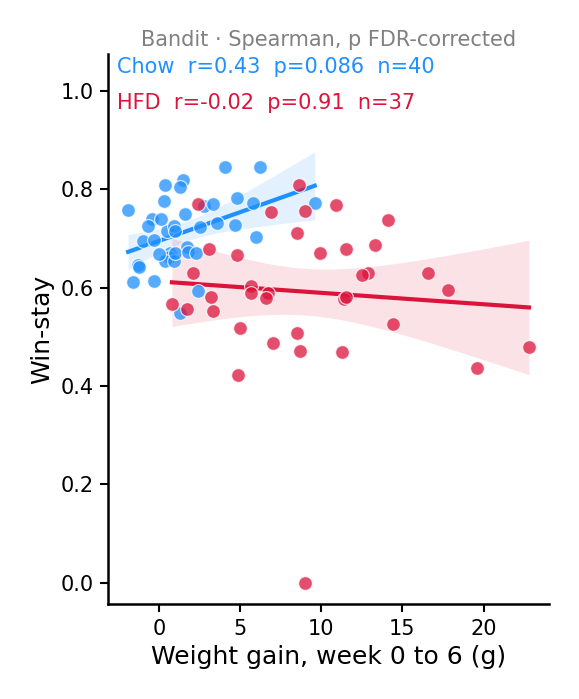 Bandit · Spearman, p FDR-corrected
Chow  r=0.43  p=0.086  n=40
HFD  r=-0.02  p=0.91  n=37
1.0
0.8
0.6
0.4
0.2
0.0
Win-stay
0 5 10 15 20
Weight gain, week 0 to 6 (g)